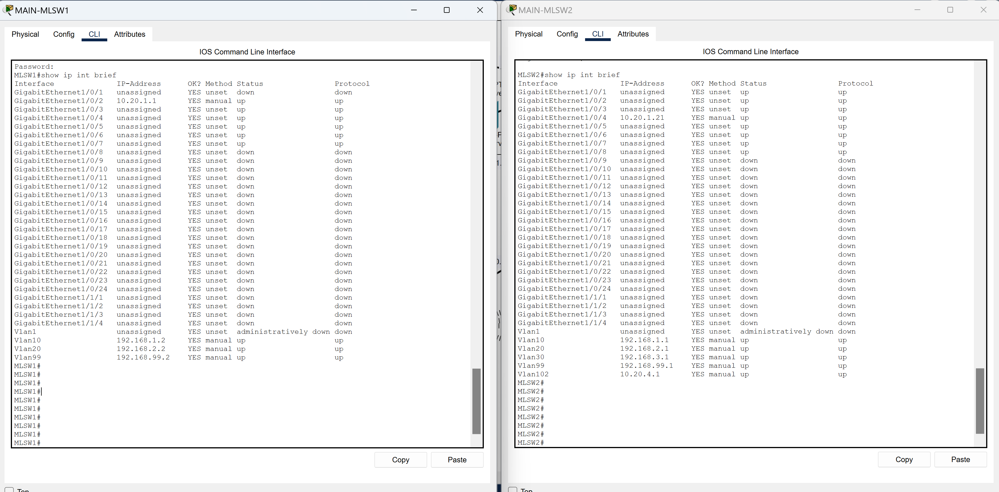 MAIN-MLSW1
Physical Config CLI Attributes
IOS Command Line Interface
Password:
MLSW1#show ip int brief
Interface IP-Address OK? Method Status Protocol
GigabitEthernet1/0/1 unassigned YES unset down down
GigabitEthernet1/0/2 10.20.1.1 YES manual up up
GigabitEthernet1/0/3 unassigned YES unset up up
GigabitEthernet1/0/4 unassigned YES unset up up
GigabitEthernet1/0/5 unassigned YES unset up up
GigabitEthernet1/0/6 unassigned YES unset up up
GigabitEthernet1/0/7 unassigned YES unset up up
GigabitEthernet1/0/8 unassigned YES unset down down
GigabitEthernet1/0/9 unassigned YES unset down down
GigabitEthernet1/0/10 unassigned YES unset down down
GigabitEthernet1/0/11 unassigned YES unset down down
GigabitEthernet1/0/12 unassigned YES unset down down
GigabitEthernet1/0/13 unassigned YES unset down down
GigabitEthernet1/0/14 unassigned YES unset down down
GigabitEthernet1/0/15 unassigned YES unset down down
GigabitEthernet1/0/16 unassigned YES unset down down
GigabitEthernet1/0/17 unassigned YES unset down down
GigabitEthernet1/0/18 unassigned YES unset down down
GigabitEthernet1/0/19 unassigned YES unset down down
GigabitEthernet1/0/20 unassigned YES unset down down
GigabitEthernet1/0/21 unassigned YES unset down down
GigabitEthernet1/0/22 unassigned YES unset down down
GigabitEthernet1/0/23 unassigned YES unset down down
GigabitEthernet1/0/24 unassigned YES unset down down
GigabitEthernet1/1/1 unassigned YES unset down down
GigabitEthernet1/1/2 unassigned YES unset down down
GigabitEthernet1/1/3 unassigned YES unset down down
GigabitEthernet1/1/4 unassigned YES unset down down
Vlan1 unassigned YES unset administratively down down
Vlan10 192.168.1.2 YES manual up up
Vlan20 192.168.2.2 YES manual up up
Vlan99 192.168.99.2 YES manual up up
MLSW1#
MLSW1#
MLSW1#
MLSW1#
MLSW1#
MLSW1#
MLSW1#
MLSW1#
MLSW1#
MLSW1#
Copy Paste
Top
MAIN-MLSW2
Physical Config CLI Attributes
IOS Command Line Interface
MLSW2#show ip int brief
Interface IP-Address OK? Method Status Protocol
GigabitEthernet1/0/1 unassigned YES unset up up
GigabitEthernet1/0/2 unassigned YES unset up up
GigabitEthernet1/0/3 unassigned YES unset up up
GigabitEthernet1/0/4 10.20.1.21 YES manual up up
GigabitEthernet1/0/5 unassigned YES unset up up
GigabitEthernet1/0/6 unassigned YES unset up up
GigabitEthernet1/0/7 unassigned YES unset up up
GigabitEthernet1/0/8 unassigned YES unset up up
GigabitEthernet1/0/9 unassigned YES unset down down
GigabitEthernet1/0/10 unassigned YES unset down down
GigabitEthernet1/0/11 unassigned YES unset down down
GigabitEthernet1/0/12 unassigned YES unset down down
GigabitEthernet1/0/13 unassigned YES unset down down
GigabitEthernet1/0/14 unassigned YES unset down down
GigabitEthernet1/0/15 unassigned YES unset down down
GigabitEthernet1/0/16 unassigned YES unset down down
GigabitEthernet1/0/17 unassigned YES unset down down
GigabitEthernet1/0/18 unassigned YES unset down down
GigabitEthernet1/0/19 unassigned YES unset down down
GigabitEthernet1/0/20 unassigned YES unset down down
GigabitEthernet1/0/21 unassigned YES unset down down
GigabitEthernet1/0/22 unassigned YES unset down down
GigabitEthernet1/0/23 unassigned YES unset down down
GigabitEthernet1/0/24 unassigned YES unset down down
GigabitEthernet1/1/1 unassigned YES unset down down
GigabitEthernet1/1/2 unassigned YES unset down down
GigabitEthernet1/1/3 unassigned YES unset down down
GigabitEthernet1/1/4 unassigned YES unset down down
Vlan1 unassigned YES unset administratively down down
Vlan10 192.168.1.1 YES manual up up
Vlan20 192.168.2.1 YES manual up up
Vlan30 192.168.3.1 YES manual up up
Vlan99 192.168.99.1 YES manual up up
Vlan102 10.20.4.1 YES manual up up
MLSW2#
MLSW2#
MLSW2#
MLSW2#
MLSW2#
MLSW2#
MLSW2#
MLSW2#
Copy Paste
Top